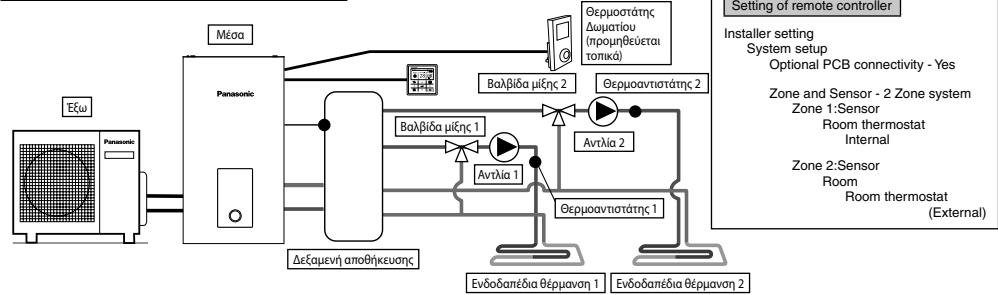 Θερμοστάτης
Δωματίου
(προμηθεύεται
τοπικά)
Μέσα
Βαλβίδα μίξης 2
Θερμοαντιστάτης 2
Έξω
Panasonic
Panasonic
Βαλβίδα μίξης 1
Αντλία 2
Αντλία 1
Θερμοαντιστάτης 1
Δεξαμενή αποθήκευσης
Ενδοδαπέδια θέρμανση 1
Ενδοδαπέδια θέρμανση 2
Setting of remote controller
Installer setting
System setup
Optional PCB connectivity - Yes
Zone and Sensor - 2 Zone system
Zone 1:Sensor
Room thermostat
Internal
Zone 2:Sensor
Room
Room thermostat
(External)